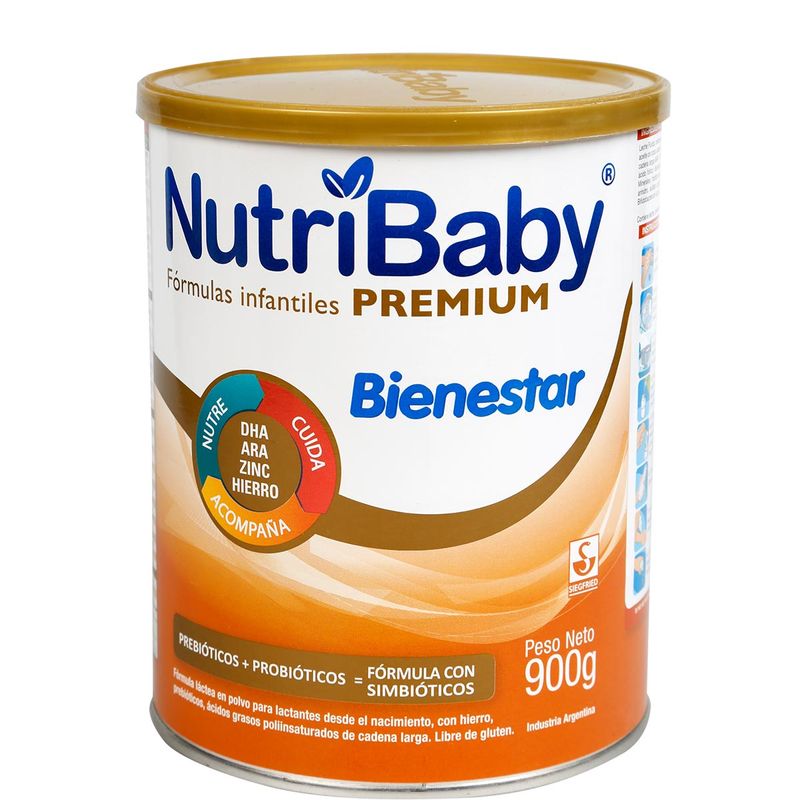 NutriBaby®
Fórmulas infantiles PREMIUM
Bienestar
NUTRE
CUIDA
ACOMPAÑA
DHA
ARA
ZINC
HIERRO
SIEGFRIED
PREBIÓTICOS + PROBIÓTICOS = FÓRMULA CON
SIMBIÓTICOS
Peso Neto
900g
Fórmula láctea en polvo para lactantes desde el nacimiento, con hierro,
prebióticos, ácidos grasos poliinsaturados de cadena larga. Libre de gluten.
Industria Argentina